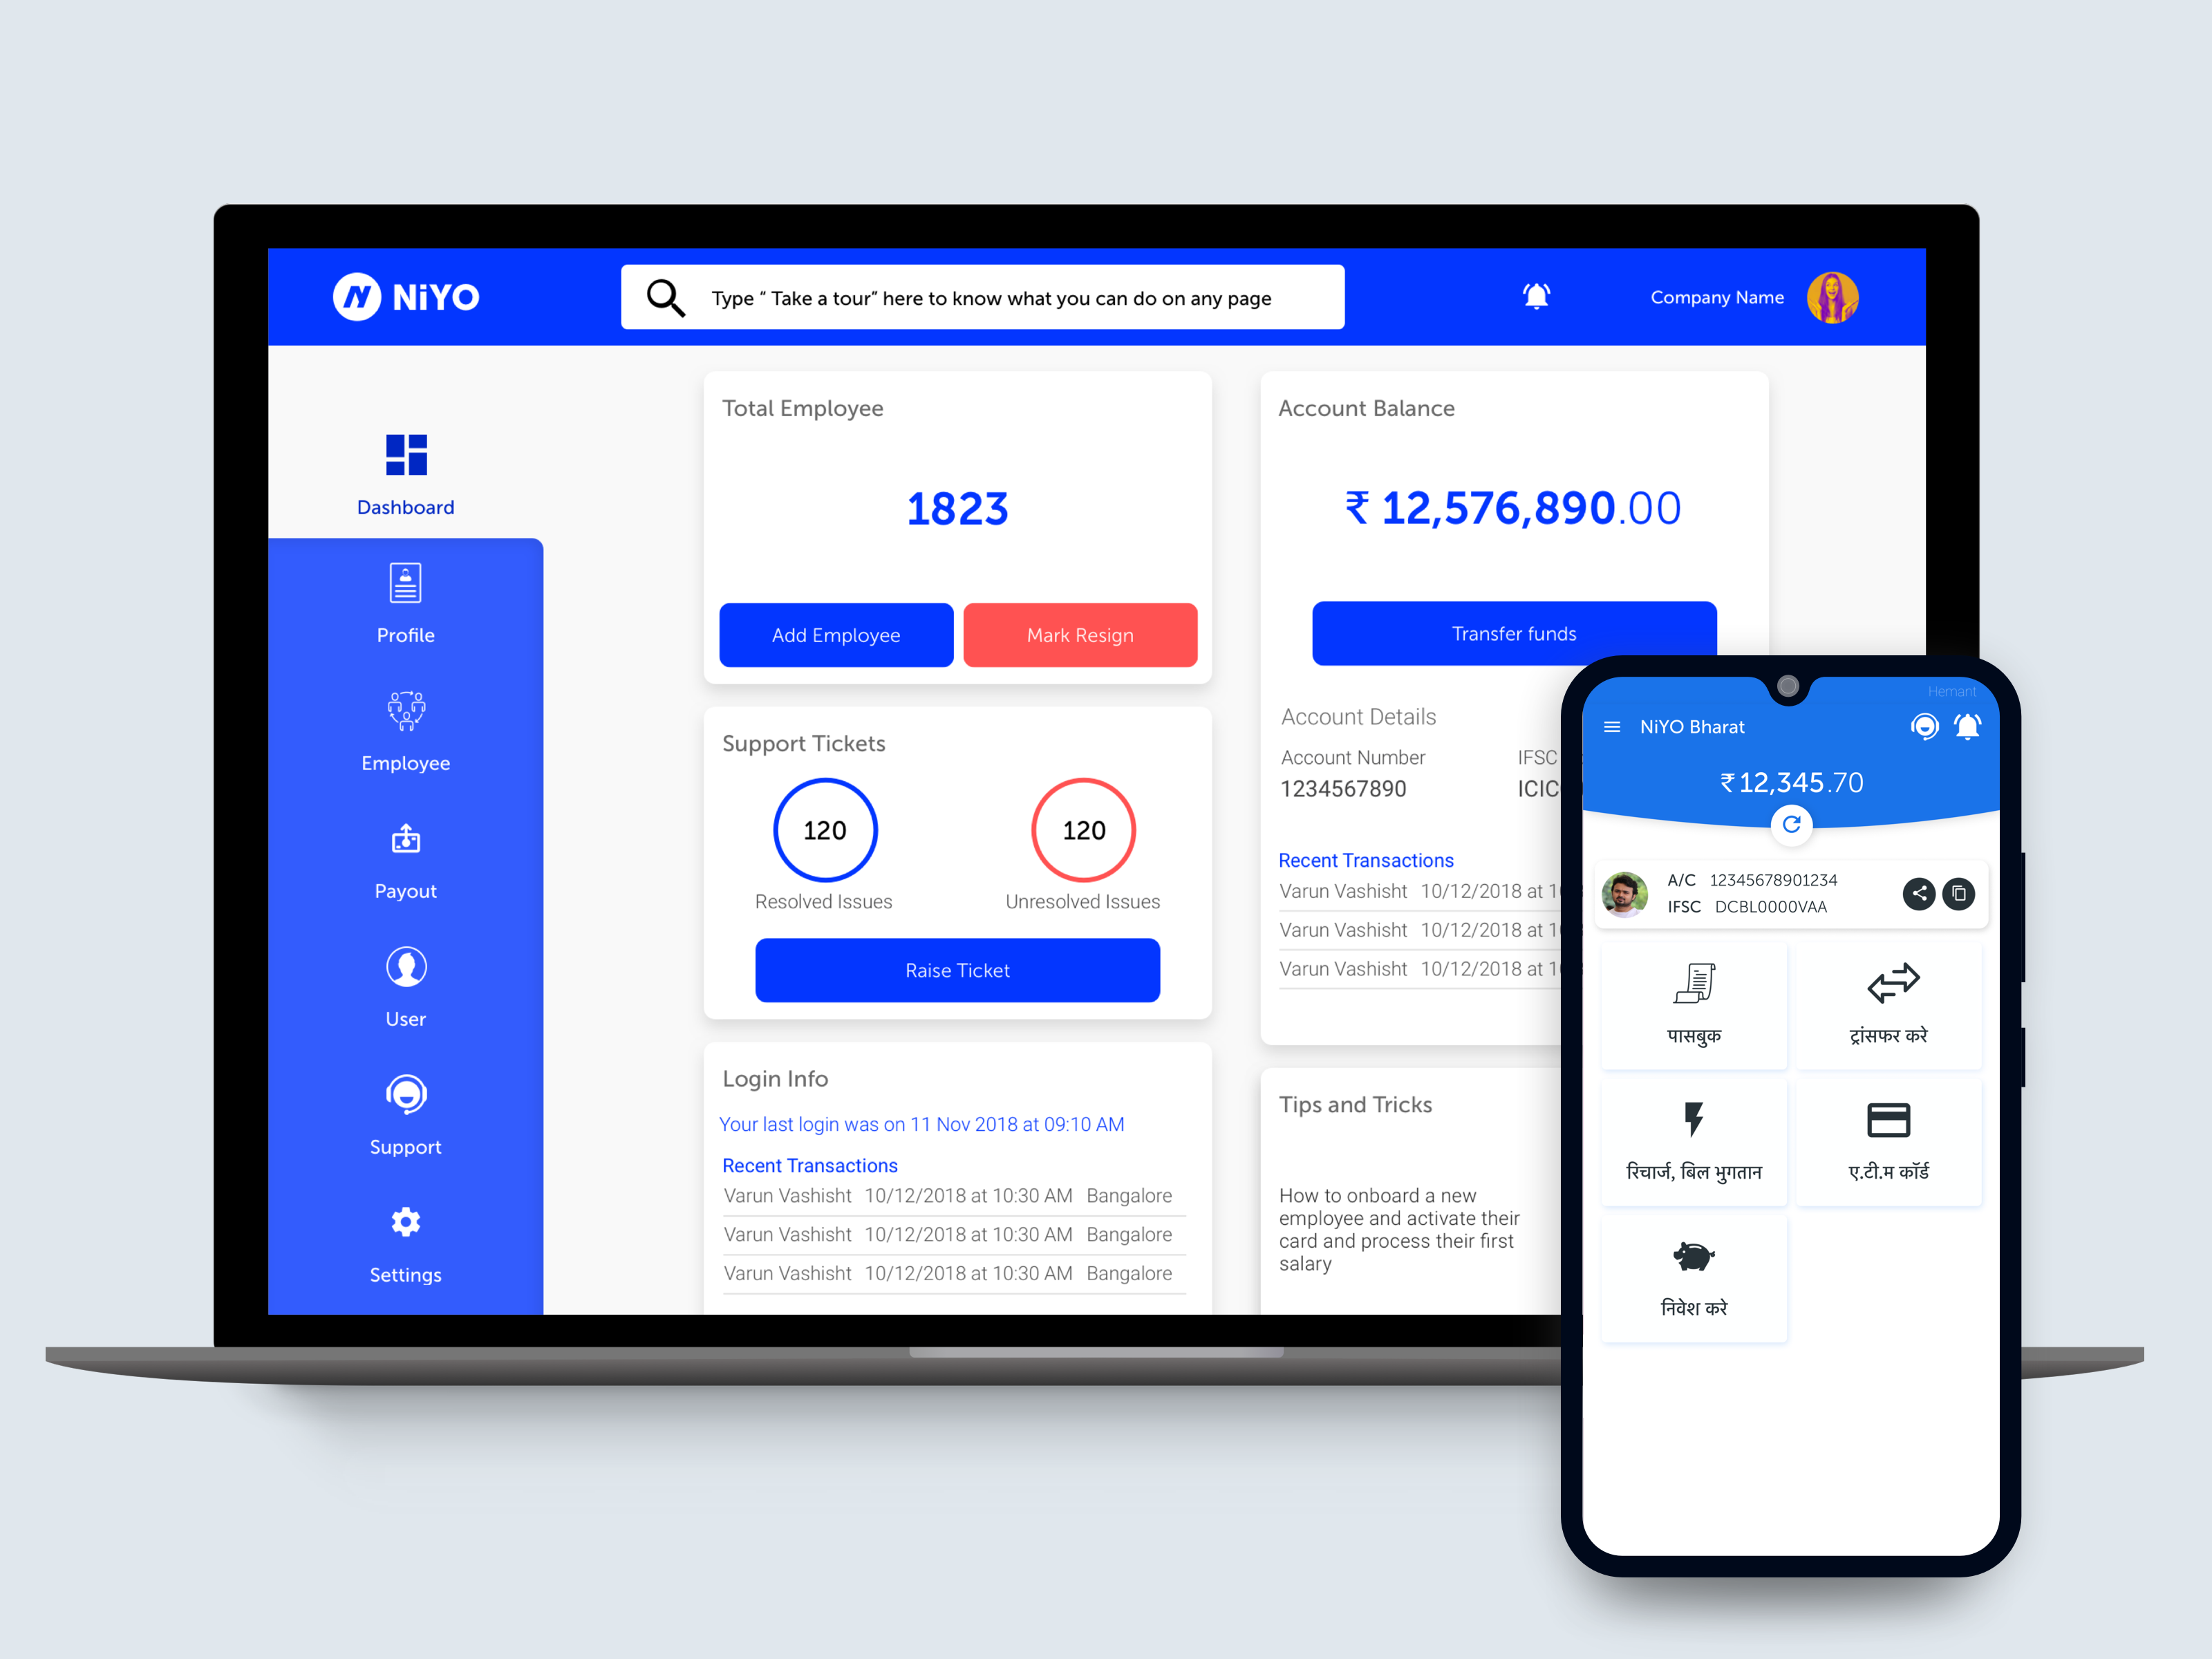 NiYO
Type “ Take a tour” here to know what you can do on any page
Company Name
Dashboard
Profile
Employee
Payout
User
Support
Settings
Total Employee
1823
Add Employee
Mark Resign
Support Tickets
120
Resolved Issues
120
Unresolved Issues
Raise Ticket
Login Info
Your last login was on 11 Nov 2018 at 09:10 AM
Recent Transactions
Varun Vashisht 10/12/2018 at 10:30 AM Bangalore
Varun Vashisht 10/12/2018 at 10:30 AM Bangalore
Varun Vashisht 10/12/2018 at 10:30 AM Bangalore
Account Balance
₹ 12,576,890.00
Transfer funds
Account Details
Account Number
1234567890
IFSC
ICIC
Recent Transactions
Varun Vashisht 10/12/2018 at 1
Varun Vashisht 10/12/2018 at 1
Varun Vashisht 10/12/2018 at 1
Tips and Tricks
How to onboard a new
employee and activate their
card and process their first
salary
Hemant
NiYO Bharat
₹12,345.70
A/C 12345678901234
IFSC DCBL0000VAA
पासबुक
ट्रांसफर करे
रिचार्ज, बिल भुगतान
ए.टी.म कॉर्ड
निवेश करे